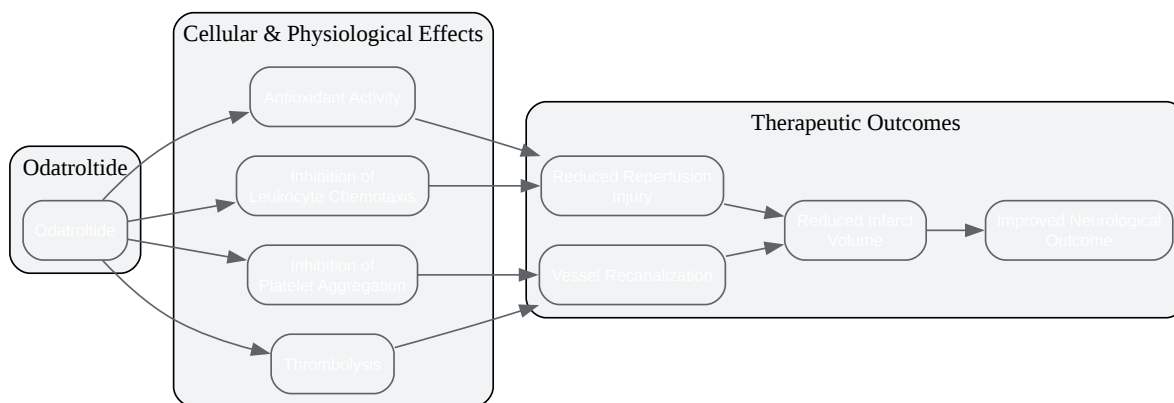 Cellular & Physiological Effects
Antioxidant Activity
Therapeutic Outcomes
Odatroltide
Inhibition of
Leukocyte Chemotaxis
Reduced Reperfusion
Injury
Odatroltide
Reduced Infarct
Volume
Improved Neurological
Outcome
Inhibition of
Platelet Aggregation
Vessel Recanalization
Thrombolysis